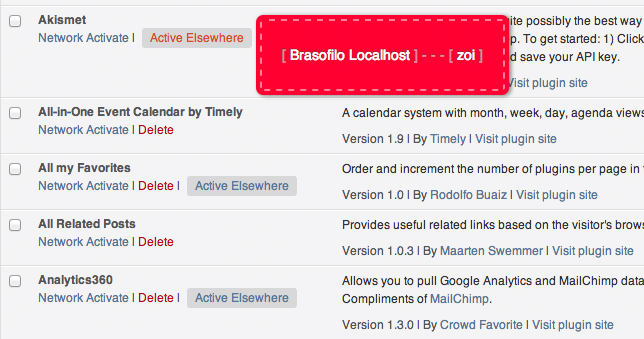 Akismet
Network Activate | Active Elsewhere
[ Brasofilo Localhost ] - - - [ zoi ]
ite possibly the best way
p. To get started: 1) Click
d save your API key.
Visit plugin site
All-in-One Event Calendar by Timely
Network Activate | Delete
A calendar system with month, week, day, agenda views
Version 1.9 | By Timely | Visit plugin site
All my Favorites
Network Activate | Delete | Active Elsewhere
Order and increment the number of plugins per page in
Version 1.0 | By Rodolfo Buaiz | Visit plugin site
All Related Posts
Network Activate | Delete
Provides useful related links based on the visitor's brows
Version 1.0.3 | By Maarten Swemmer | Visit plugin site
Analytics360
Network Activate | Delete | Active Elsewhere
Allows you to pull Google Analytics and MailChimp data
Compliments of MailChimp.
Version 1.3.0 | By Crowd Favorite | Visit plugin site